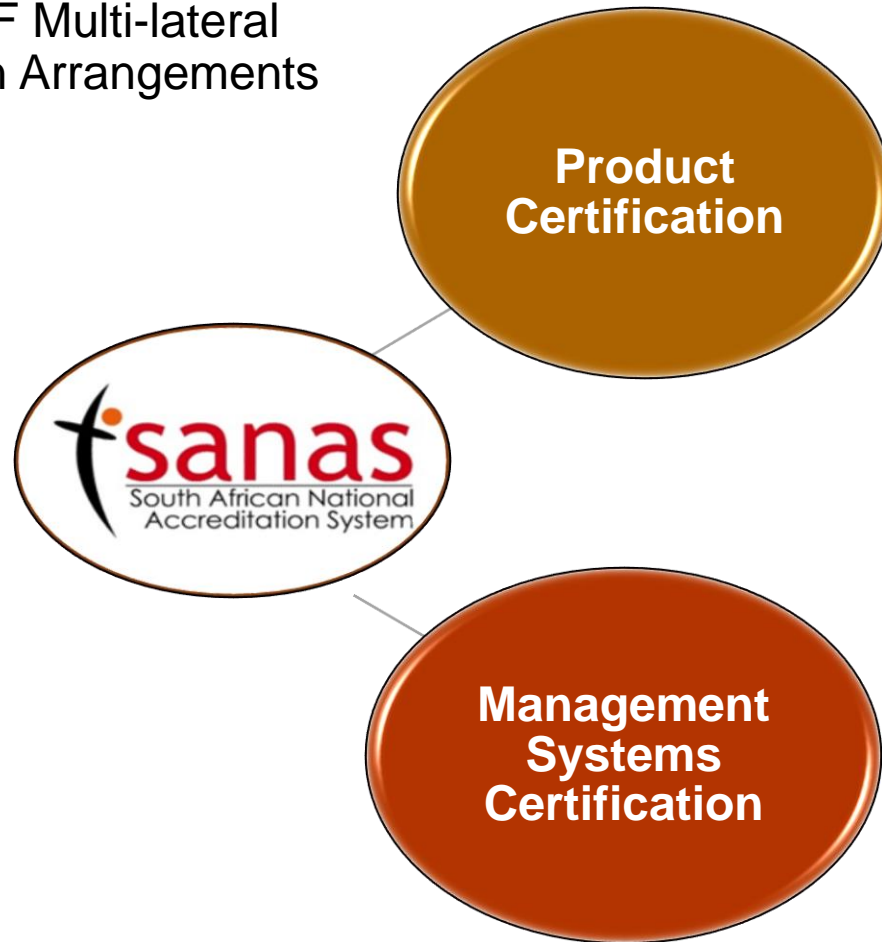 F Multi-lateral
n Arrangements
Product
Certification
sanas
South African National
Accreditation System
Management
Systems
Certification